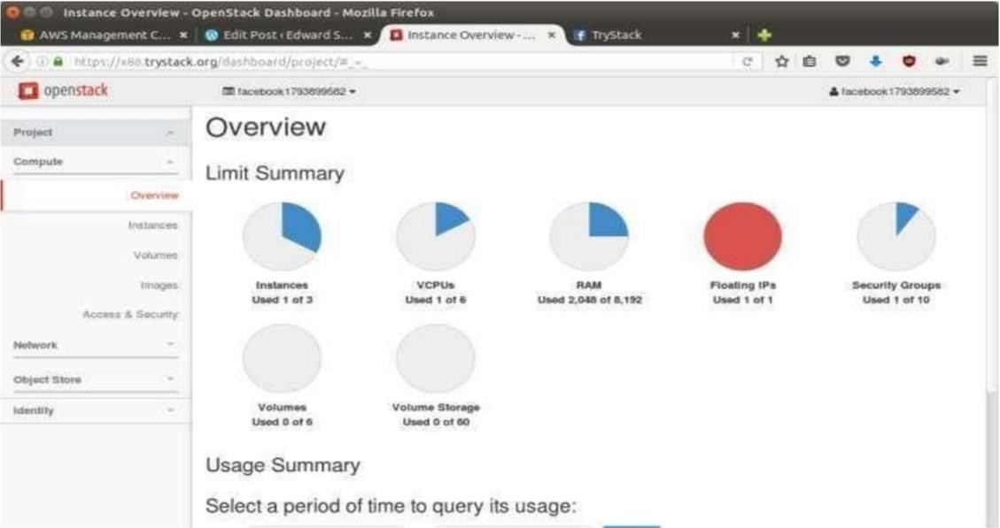 Instance Overview - OpenStack Dashboard - Mozilla Firefox
AWS Management C... × Edit Post ‹ Edward S... × Instance Overview - ... × TryStack ×
https://x86.trystack.org/dashboard/project/#_=_
openstack facebook1793899582 facebook1793899582
Project
Compute
Overview
Instances
Volumes
Images
Access & Security
Network
Object Store
Identity
Overview
Limit Summary
Instances
Used 1 of 3
VCPUs
Used 1 of 6
RAM
Used 2,048 of 8,192
Floating IPs
Used 1 of 1
Security Groups
Used 1 of 10
Volumes
Used 0 of 6
Volume Storage
Used 0 of 60
Usage Summary
Select a period of time to query its usage: